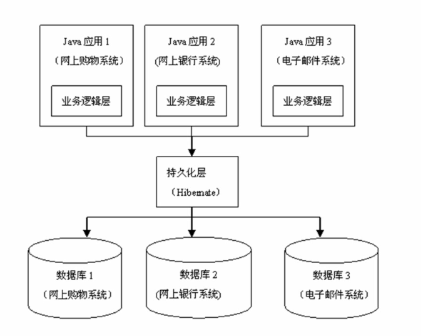 Java 应用 1
Java 应用 2
Java 应用 3
（网上购物系统）
(网上银行系统)
（电子邮件系统）
业务逻辑层
业务逻辑层
业务逻辑层
持久化层
（Hibernate）
数据库 1
数据库 2
数据库 3
（网上购物系统）
(网上银行系统)
（电子邮件系统）